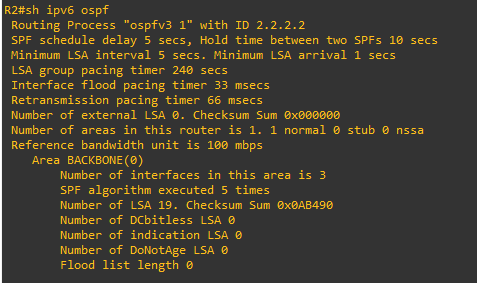 R2#sh ipv6 ospf
Routing Process "ospfv3 1" with ID 2.2.2.2
SPF schedule delay 5 secs, Hold time between two SPFs 10 secs
Minimum LSA interval 5 secs. Minimum LSA arrival 1 secs
LSA group pacing timer 240 secs
Interface flood pacing timer 33 msecs
Retransmission pacing timer 66 msecs
Number of external LSA 0. Checksum Sum 0x000000
Number of areas in this router is 1. 1 normal 0 stub 0 nssa
Reference bandwidth unit is 100 mbps
Area BACKBONE(0)
Number of interfaces in this area is 3
SPF algorithm executed 5 times
Number of LSA 19. Checksum Sum 0x0AB490
Number of DCbitless LSA 0
Number of indication LSA 0
Number of DoNotAge LSA 0
Flood list length 0